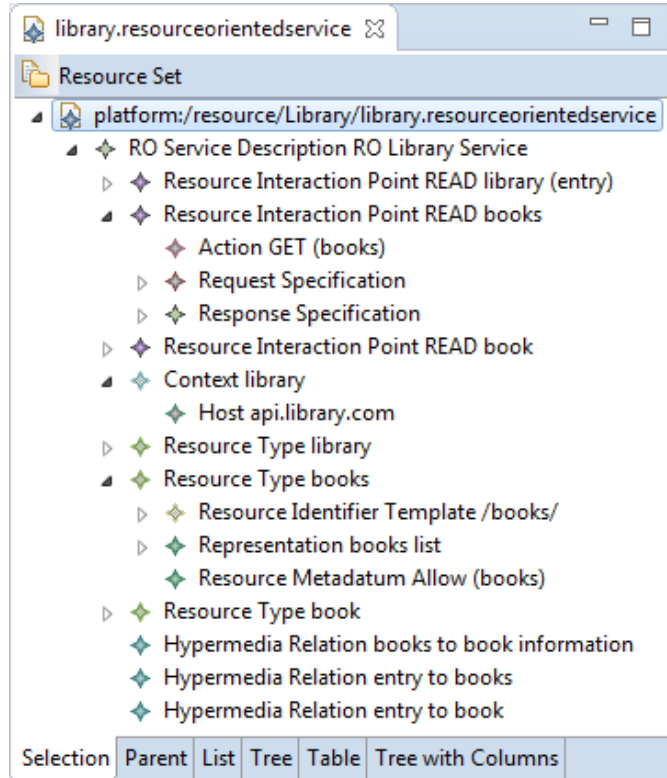 library.resourceorientedservice
Resource Set
platform:/resource/Library/library.resourceorientedservice
RO Service Description RO Library Service
Resource Interaction Point READ library (entry)
Resource Interaction Point READ books
Action GET (books)
Request Specification
Response Specification
Resource Interaction Point READ book
Context library
Host api.library.com
Resource Type library
Resource Type books
Resource Identifier Template /books/
Representation books list
Resource Metadatum Allow (books)
Resource Type book
Hypermedia Relation books to book information
Hypermedia Relation entry to books
Hypermedia Relation entry to book
Selection Parent List Tree Table Tree with Columns